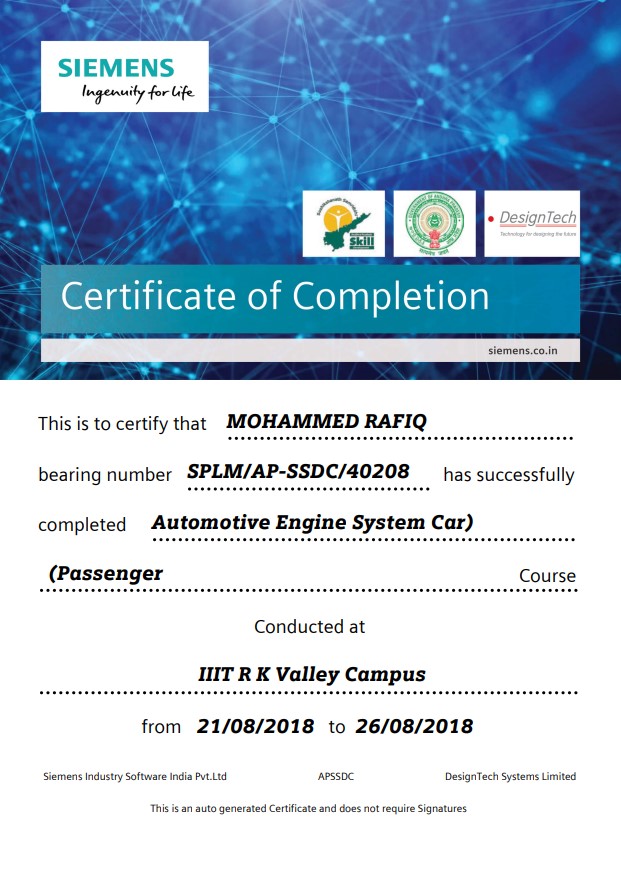 SIEMENS
Ingenuity for life
Skill
DesignTech
Technology for designing the future
Certificate of Completion
siemens.co.in
This is to certify that MOHAMMED RAFIQ
bearing number SPLM/AP-SSDC/40208 has successfully
completed Automotive Engine System Car)
(Passenger Course
Conducted at
IIIT R K Valley Campus
from 21/08/2018 to 26/08/2018
Siemens Industry Software India Pvt.Ltd APSSDC DesignTech Systems Limited
This is an auto generated Certificate and does not require Signatures